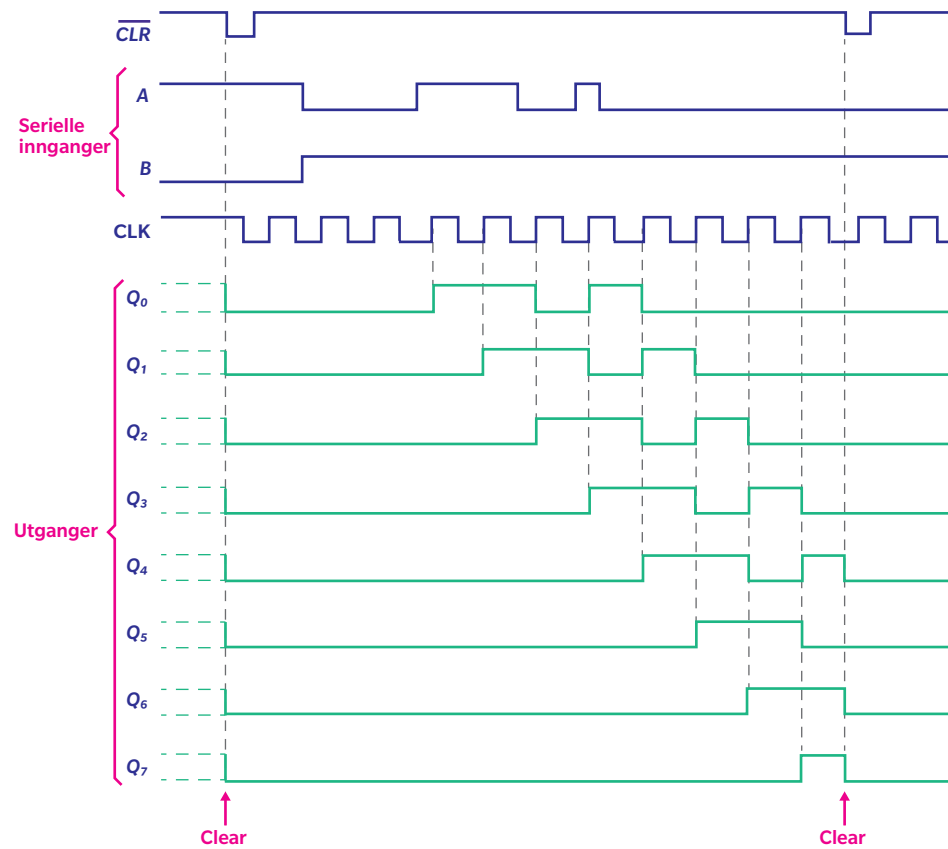 CLR
A
Serielle
innganger
B
CLK
Q0
Q1
Q2
Q3
Q4
Utganger
Q5
Q6
Q7
Clear Clear